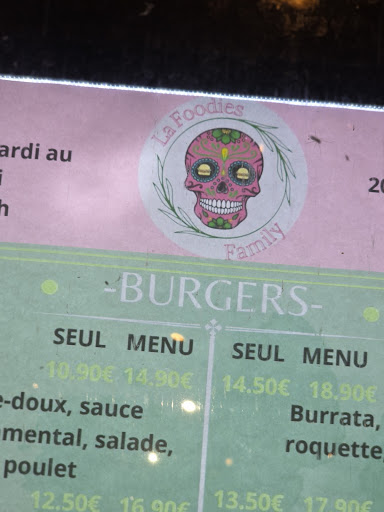 La Foodies
Family
ardi au
i
h
20
-BURGERS-
SEUL MENU
10.90€ 14.90€
e-doux, sauce
mental, salade,
poulet
12.50€ 16.90€
SEUL MENU
14.50€ 18.90€
Burrata,
roquette,
13.50€ 17.90€